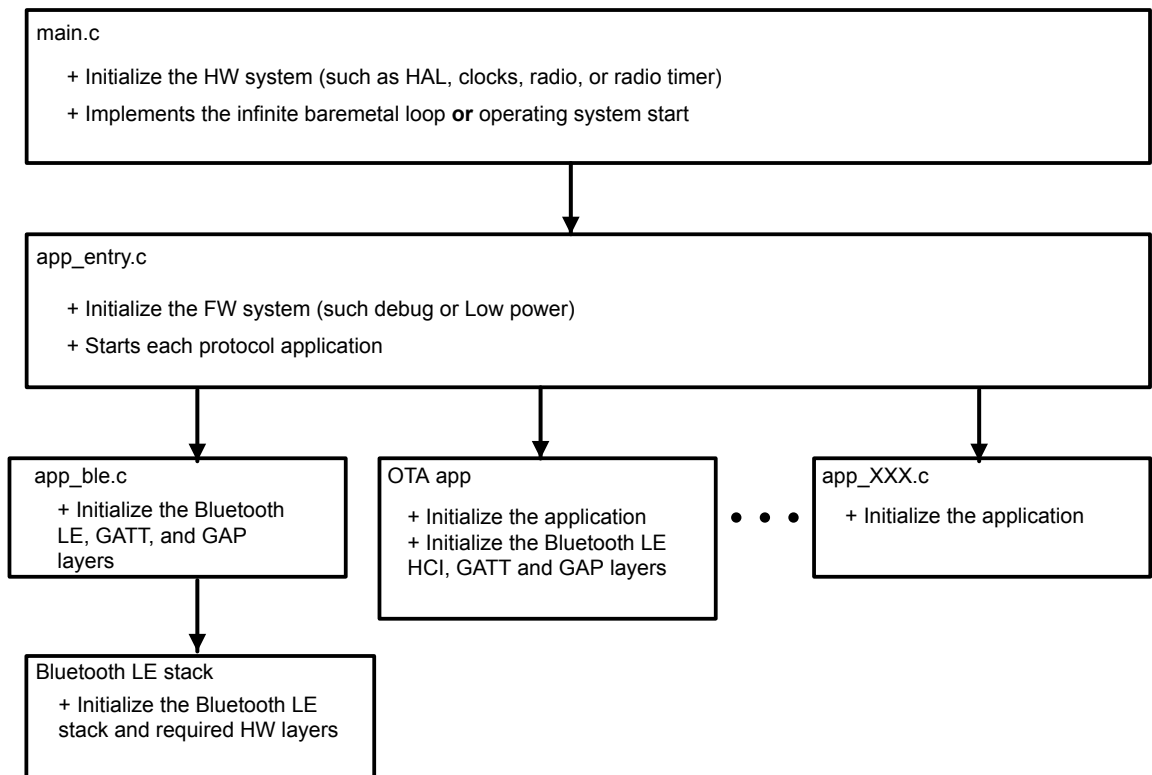 main.c
+ Initialize the HW system (such as HAL, clocks, radio, or radio timer)
+ Implements the infinite baremetal loop or operating system start
app_entry.c
+ Initialize the FW system (such debug or Low power)
+ Starts each protocol application
app_ble.c
+ Initialize the Bluetooth
LE, GATT, and GAP
layers
OTA app
+ Initialize the application
+ Initialize the Bluetooth LE
HCI, GATT and GAP layers
app_XXX.c
+ Initialize the application
Bluetooth LE stack
+ Initialize the Bluetooth LE
stack and required HW layers